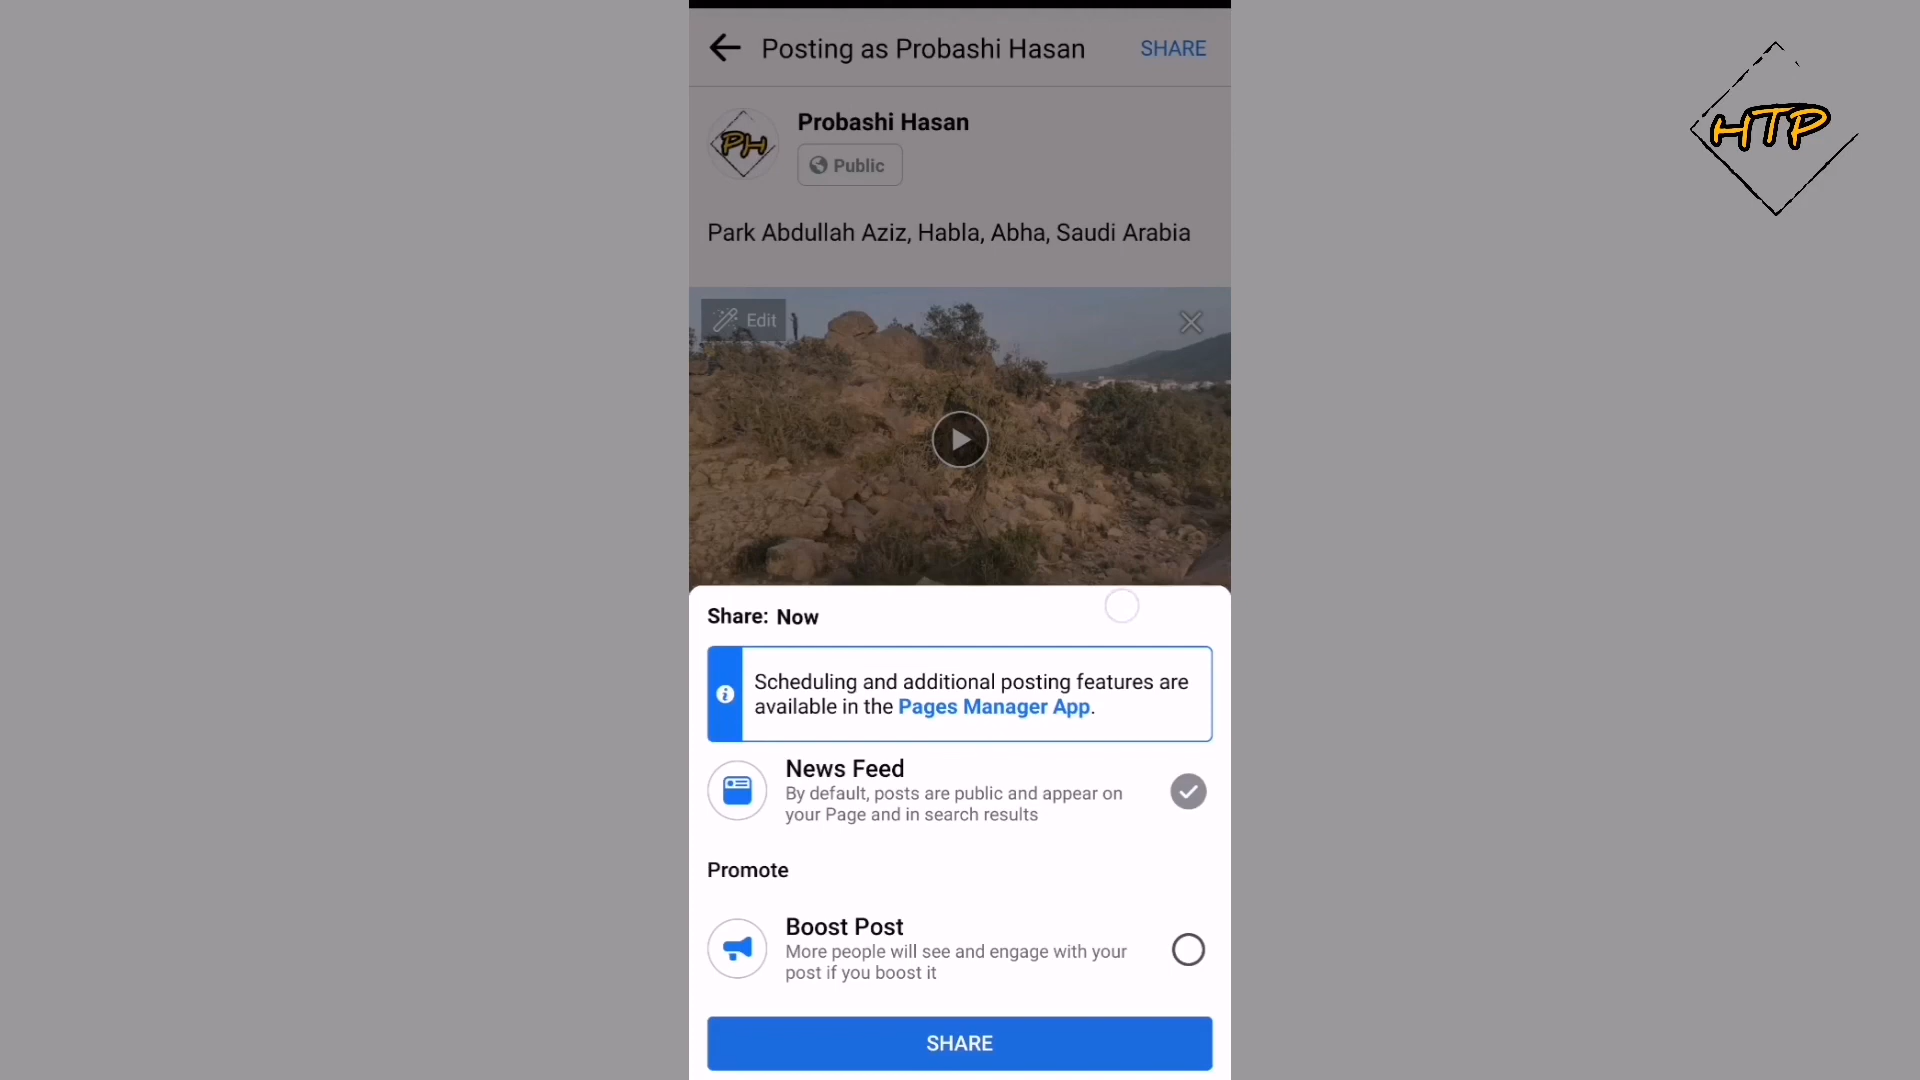 Posting as Probashi Hasan
SHARE
HTP
PH
Probashi Hasan
Public
Park Abdullah Aziz, Habla, Abha, Saudi Arabia
Edit
Share: Now
Scheduling and additional posting features are
available in the Pages Manager App.
News Feed
By default, posts are public and appear on
your Page and in search results
Promote
Boost Post
More people will see and engage with your
post if you boost it
SHARE